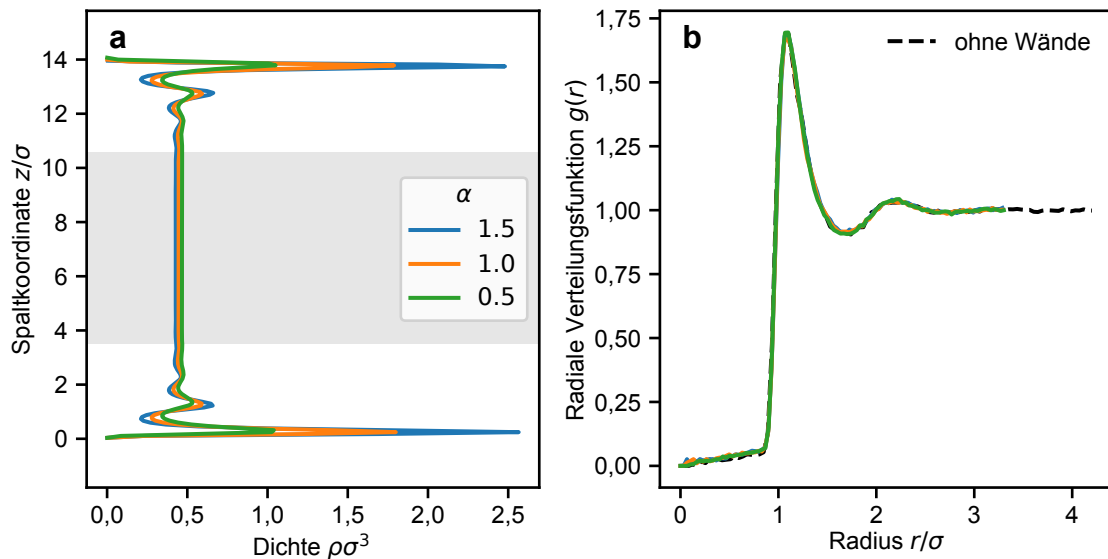 a
Spaltkoordinate z/σ
14
12
10
8
6
4
2
0
α
1.5
1.0
0.5
0,0 0,5 1,0 1,5 2,0 2,5
Dichte ρσ³
b
ohne Wände
Radiale Verteilungsfunktion g(r)
1,75
1,50
1,25
1,00
0,75
0,50
0,25
0,00
0 1 2 3 4
Radius r/σ